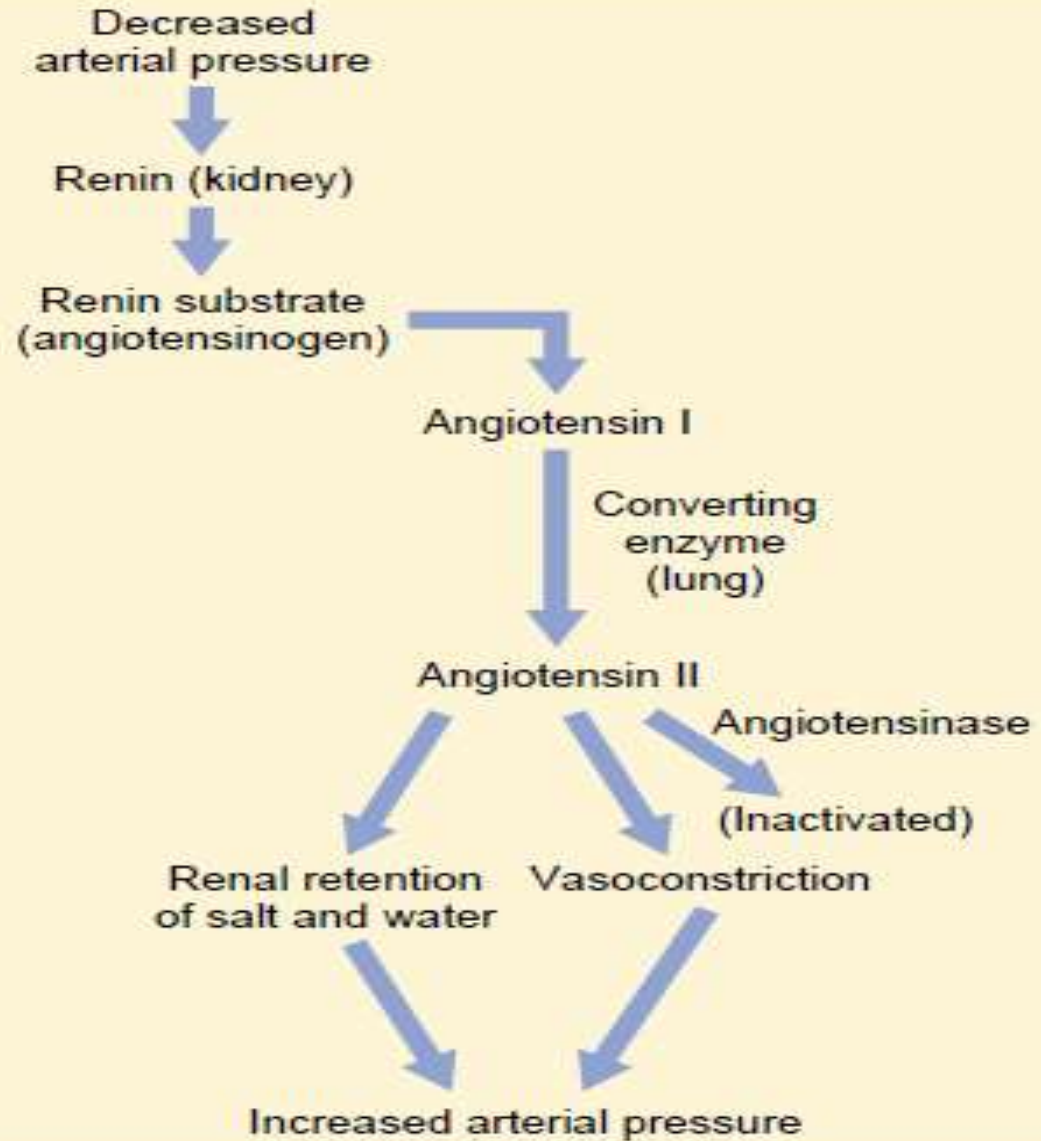 Decreased
arterial pressure
Renin (kidney)
Renin substrate
(angiotensinogen)
Angiotensin I
Converting
enzyme
(lung)
Angiotensin II
Angiotensinase
(Inactivated)
Renal retention
of salt and water
Vasoconstriction
Increased arterial pressure